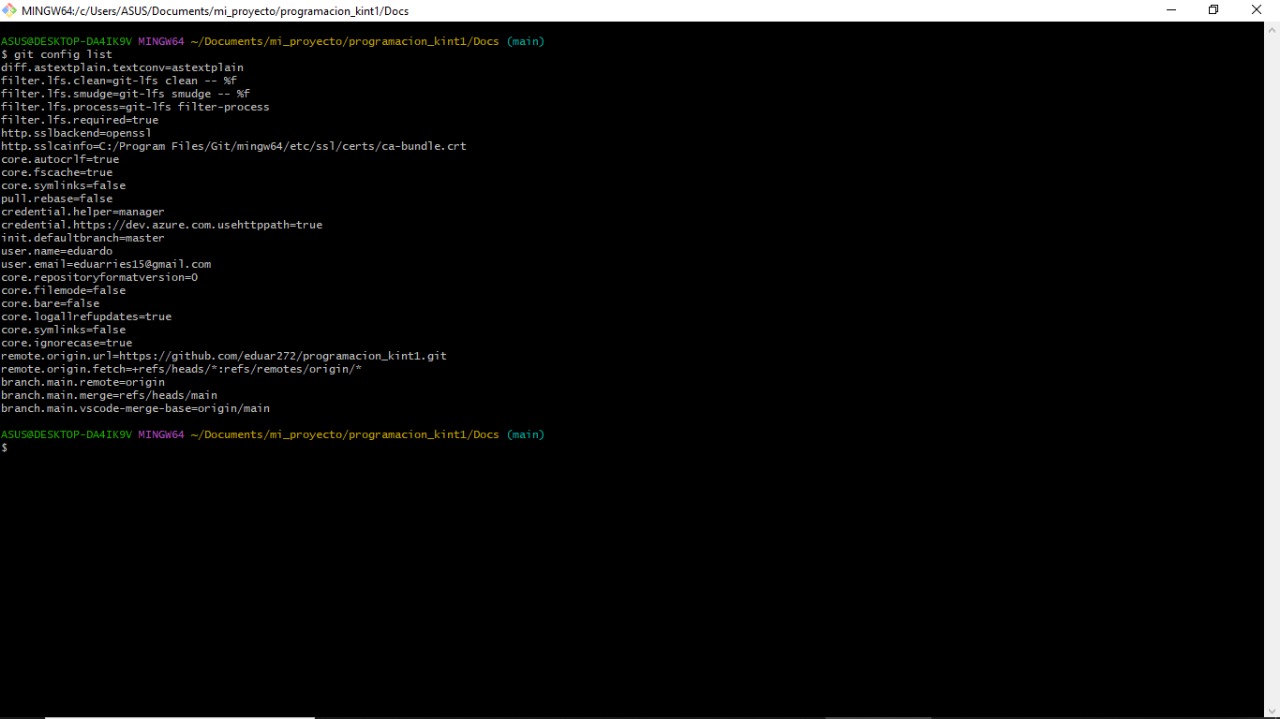 MINGW64:/c/Users/ASUS/Documents/mi_proyecto/programacion_kint1/Docs
ASUS@DESKTOP-DA4IK9V MINGW64 ~/Documents/mi_proyecto/programacion_kint1/Docs (main)
$ git config list
diff.astextplain.textconv=astextplain
filter.lfs.clean=git-lfs clean -- %f
filter.lfs.smudge=git-lfs smudge -- %f
filter.lfs.process=git-lfs filter-process
filter.lfs.required=true
http.sslbackend=openssl
http.sslcainfo=C:/Program Files/Git/mingw64/etc/ssl/certs/ca-bundle.crt
core.autocrlf=true
core.fscache=true
core.symlinks=false
pull.rebase=false
credential.helper=manager
credential.https://dev.azure.com.usehttppath=true
init.defaultbranch=master
user.name=eduardo
user.email=eduarries15@gmail.com
core.repositoryformatversion=0
core.filemode=false
core.bare=false
core.logallrefupdates=true
core.symlinks=false
core.ignorecase=true
remote.origin.url=https://github.com/eduar272/programacion_kint1.git
remote.origin.fetch=+refs/heads/*:refs/remotes/origin/*
branch.main.remote=origin
branch.main.merge=refs/heads/main
branch.main.vscode-merge-base=origin/main
ASUS@DESKTOP-DA4IK9V MINGW64 ~/Documents/mi_proyecto/programacion_kint1/Docs (main)
$